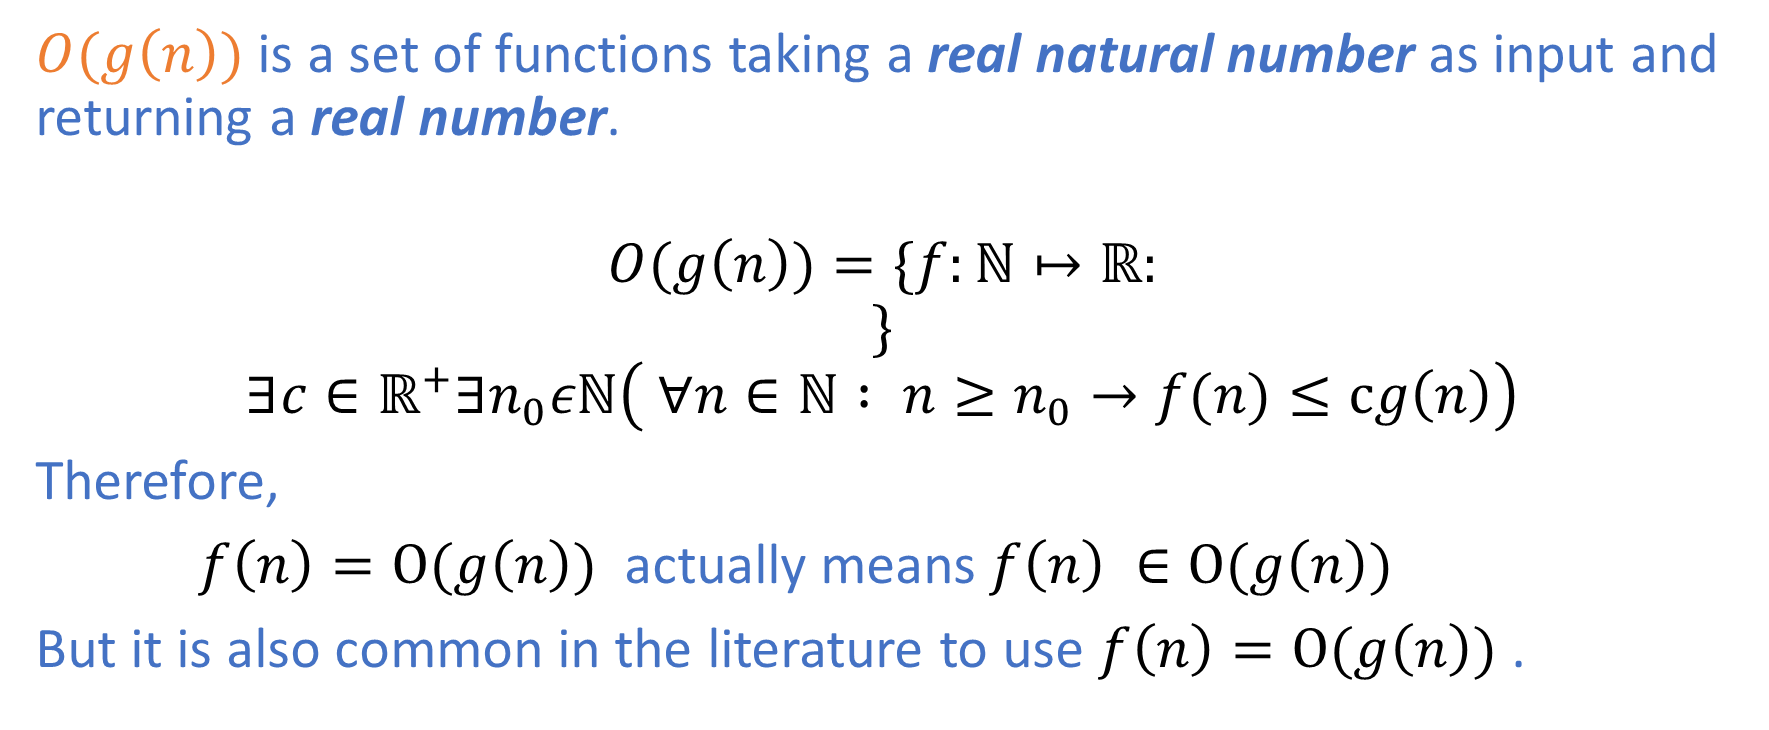 O(g(n)) is a set of functions taking a real natural number as input and
returning a real number.
O(g(n)) = {f: ℕ ↦ ℝ:
}
∃c ∈ ℝ⁺∃n₀ϵℕ( ∀n ∈ ℕ : n ≥ n₀ → f(n) ≤ cg(n))
Therefore,
f(n) = O(g(n)) actually means f(n) ∈ O(g(n))
But it is also common in the literature to use f(n) = O(g(n)) .